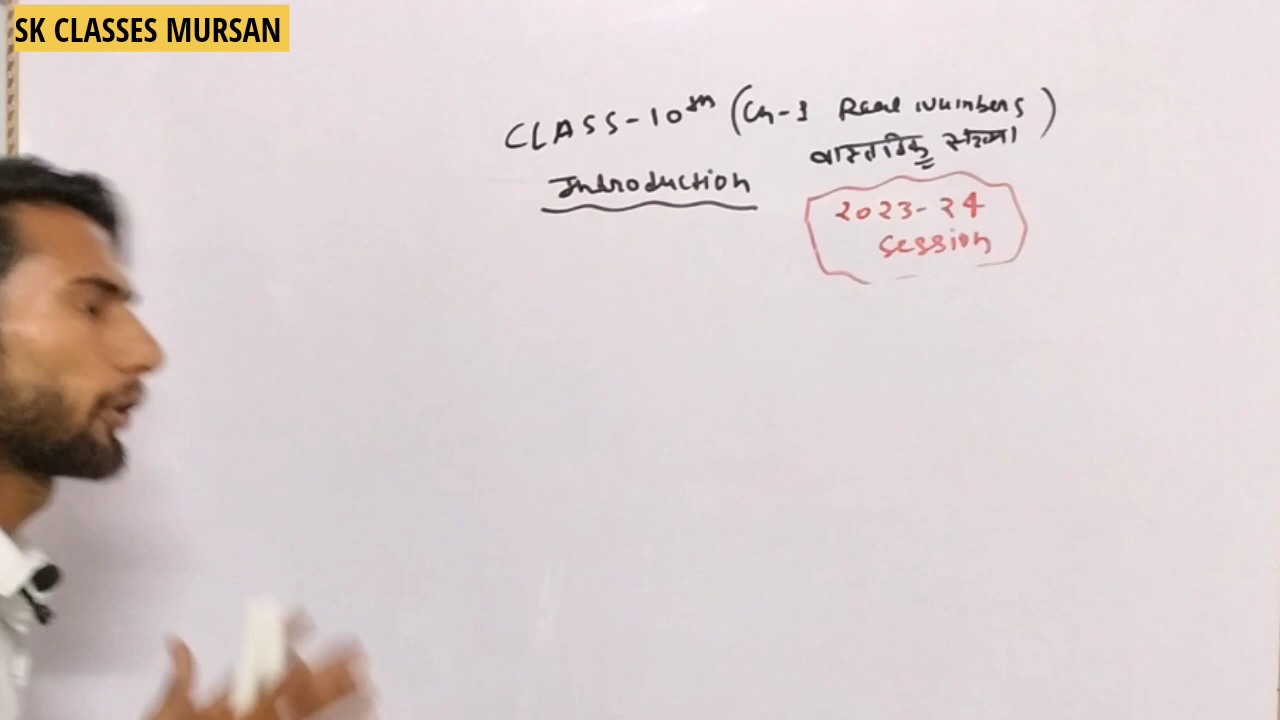 SK CLASSES MURSAN
CLASS-10th (Ch-1 Real Numbers)
वास्तविक संख्या
Introduction
2023-24
session